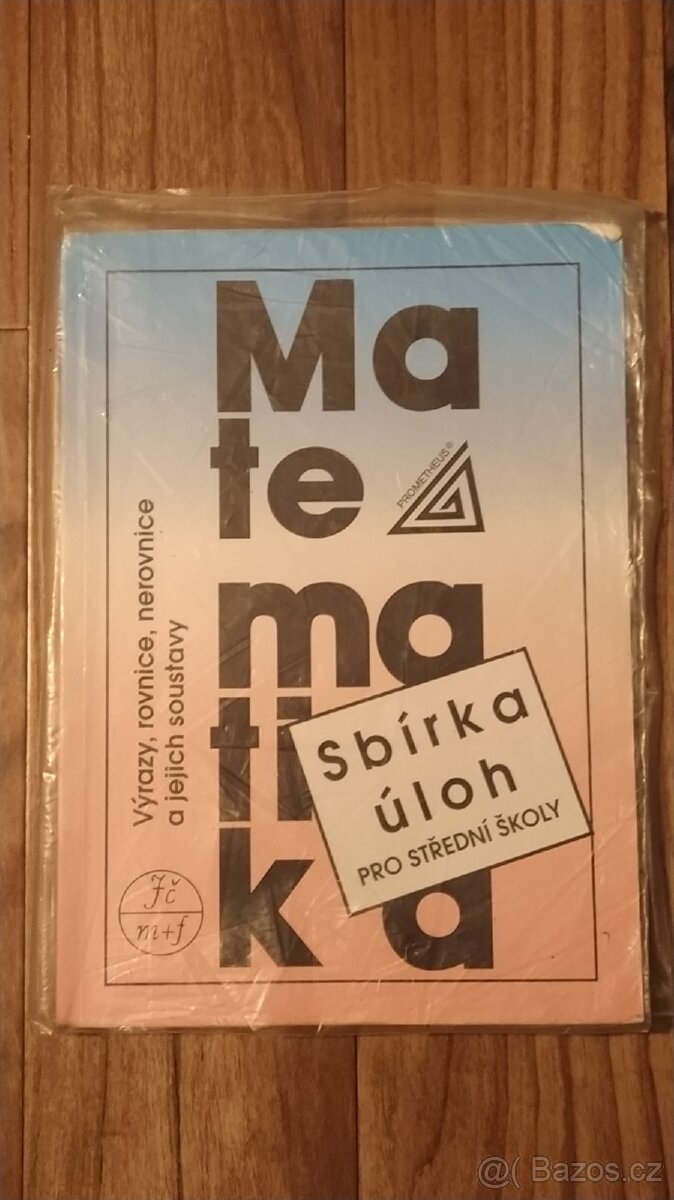 Ma
te
PROMETHEUS®
ma
ti
ka
Výrazy, rovnice, nerovnice
a jejich soustavy
Sbírka
úloh
PRO STŘEDNÍ ŠKOLY
Jč
m+f
@( Bazos.cz